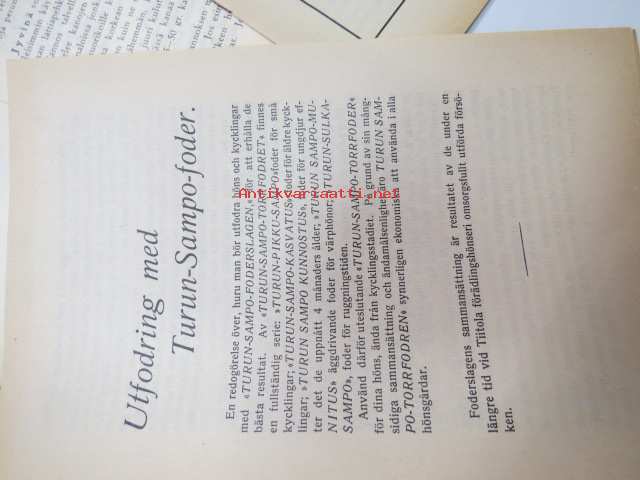 Utfodring med
Turun-Sampo-foder.
En redogörelse över, huru man bör utfodra höns och kycklingar
med «TURUN-SAMPO-FODERSLAGEN,» för att erhålla de
bästa resultat. Av «TURUN-SAMPO-TORRFODRET» finnes
en fullständig serie: »TURUN-PIKKU-SAMPO»foder för små
kycklingar; «TURUN-SAMPO-KASVATUS»foder för äldre kyck-
lingar; »TURUN SAMPO KUNNOSTUS», foder för ungdjur ef-
ter det de uppnått 4 månaders ålder; »TURUN SAMPO-MU-
NITUS» äggdrivande foder för värphönor; »TURUN-SULKA-
SAMPO», foder för ruggningstiden.
Använd därför uteslutande «TURUN-SAMPO-TORRFODER»
för dina höns, ända från kycklingsstadiet. På grund av sin mång-
sidiga sammansättning och ändamålsenlighet äro TURUN SAM-
PO-TORRFODREN» synnerligen ekonomiska att använda i alla
hönsgårdar.
Foderslagens sammansättning är resultatet av de under en
längre tid vid Tiitola förädlingshönseri omsorgsfullt utförda försö-
ken.
Antikvariaatti.net
Jyvinä